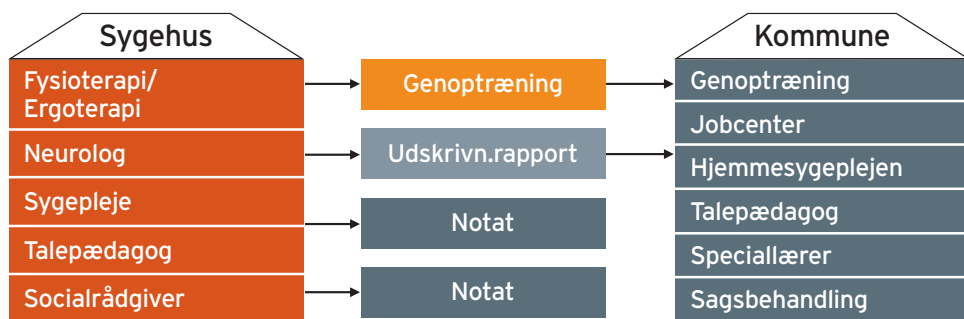 Sygehus
Fysioterapi/
Ergoterapi
Neurolog
Sygepleje
Talepædagog
Socialrådgiver
Genoptræning
Udskrivn.rapport
Notat
Notat
Kommune
Genoptræning
Jobcenter
Hjemmesygeplejen
Talepædagog
Speciallærer
Sagsbehandling